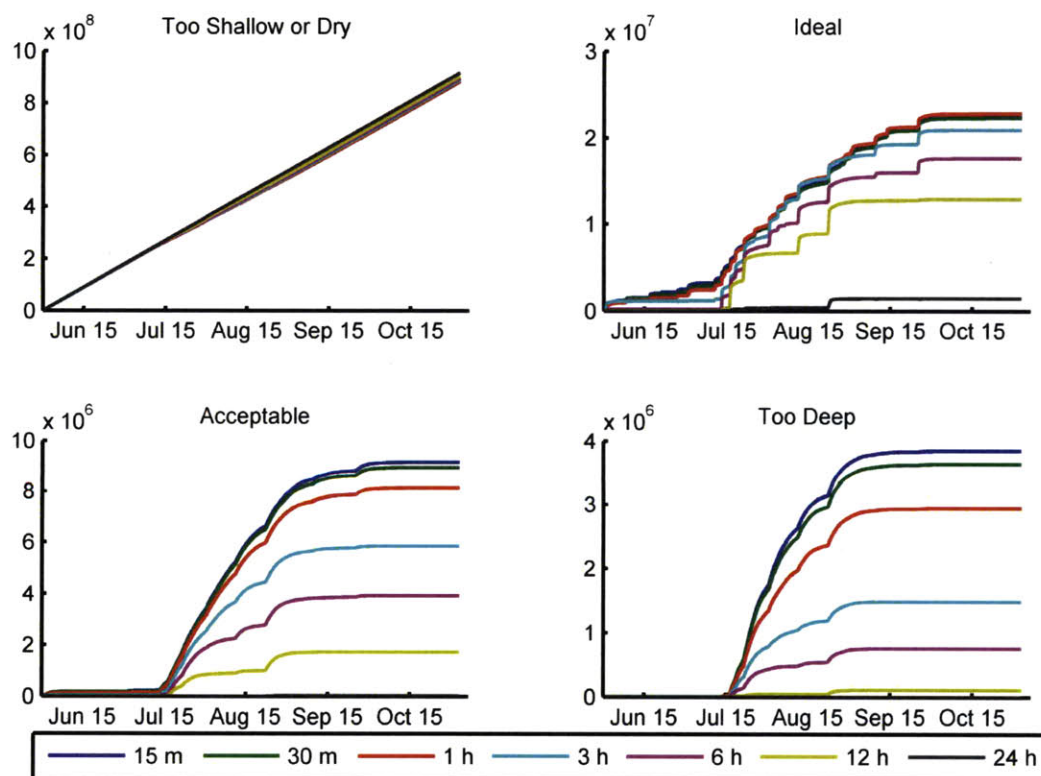 Too Shallow or Dry
x 10^8
10
8
6
4
2
0
Jun 15 Jul 15 Aug 15 Sep 15 Oct 15
Ideal
x 10^7
3
2
1
0
Jun 15 Jul 15 Aug 15 Sep 15 Oct 15
Acceptable
x 10^6
10
8
6
4
2
0
Jun 15 Jul 15 Aug 15 Sep 15 Oct 15
Too Deep
x 10^6
4
3
2
1
0
Jun 15 Jul 15 Aug 15 Sep 15 Oct 15
15 m 30 m 1 h 3 h 6 h 12 h 24 h